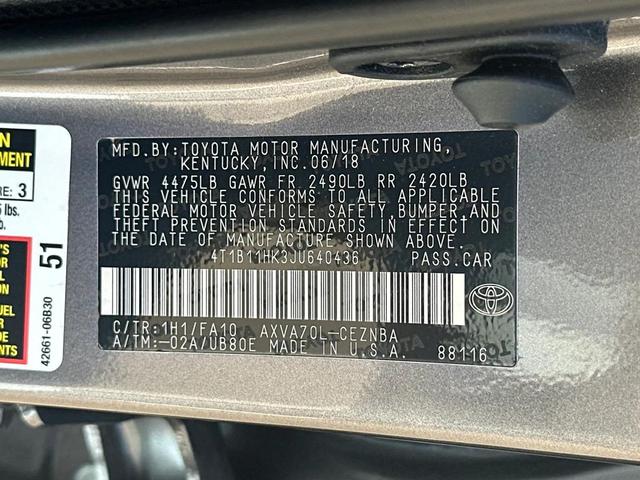 MFD.BY: TOYOTA MOTOR MANUFACTURING,
KENTUCKY, INC. 06/18
GVWR 4475LB GAWR FR 2490LB RR 2420LB
THIS VEHICLE CONFORMS TO ALL APPLICABLE
FEDERAL MOTOR VEHICLE SAFETY, BUMPER, AND
THEFT PREVENTION STANDARDS IN EFFECT ON
THE DATE OF MANUFACTURE SHOWN ABOVE.
4T1B11HK3JU640436 PASS.CAR
C/TR:1H1/FA10 AXVA70L-CEZNBA
A/TM:-02A/UB80E MADE IN U.S.A. 88116
RE: 3
lbs.
51
42661-06B30